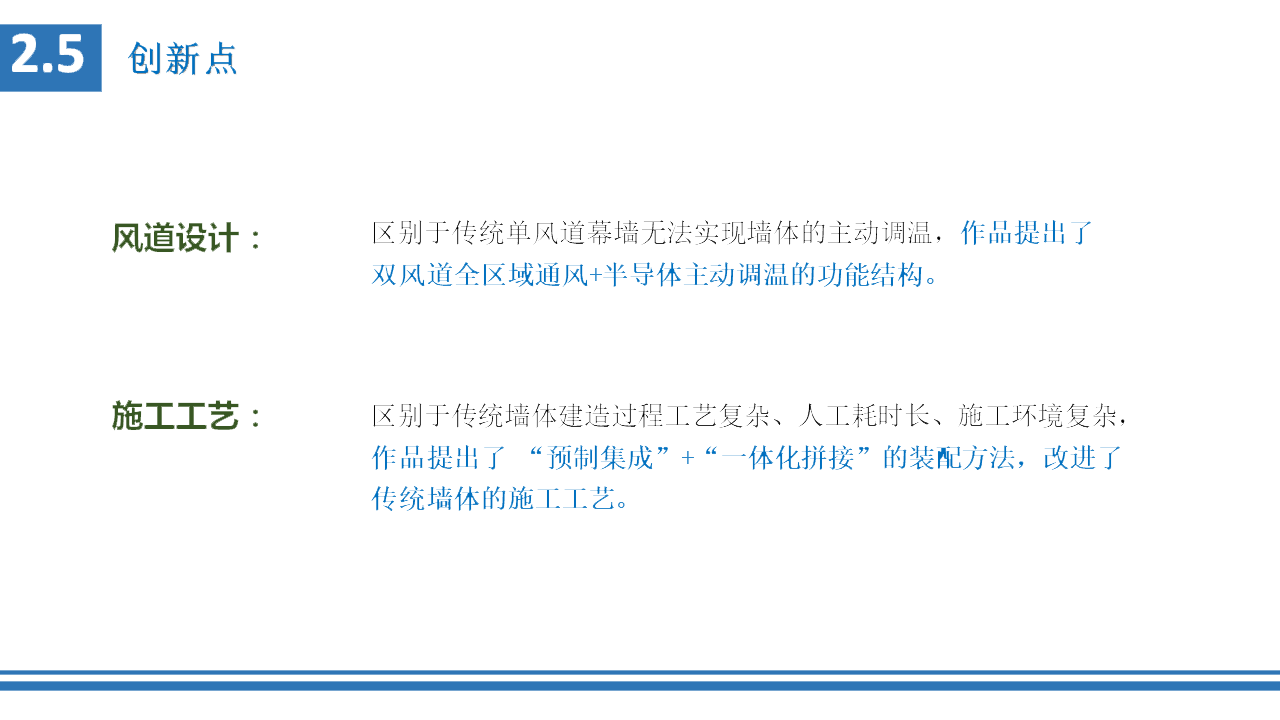 2.5 创新点
风道设计： 区别于传统单风道幕墙无法实现墙体的主动调温，作品提出了
双风道全区域通风+半导体主动调温的功能结构。
施工工艺： 区别于传统墙体建造过程工艺复杂、人工耗时长、施工环境复杂，
作品提出了 “预制集成”+“一体化拼接”的装配方法，改进了
传统墙体的施工工艺。